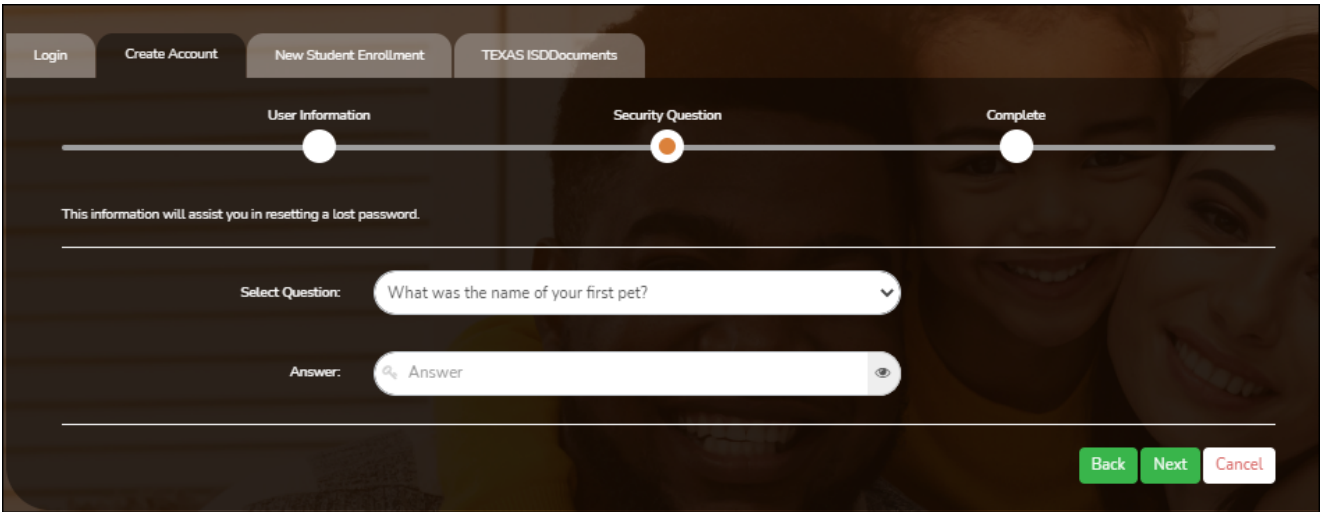 Login
Create Account
New Student Enrollment
TEXAS ISDDocuments
User Information
Security Question
Complete
This information will assist you in resetting a lost password.
Select Question:
What was the name of your first pet?
Answer:
Answer
Back
Next
Cancel